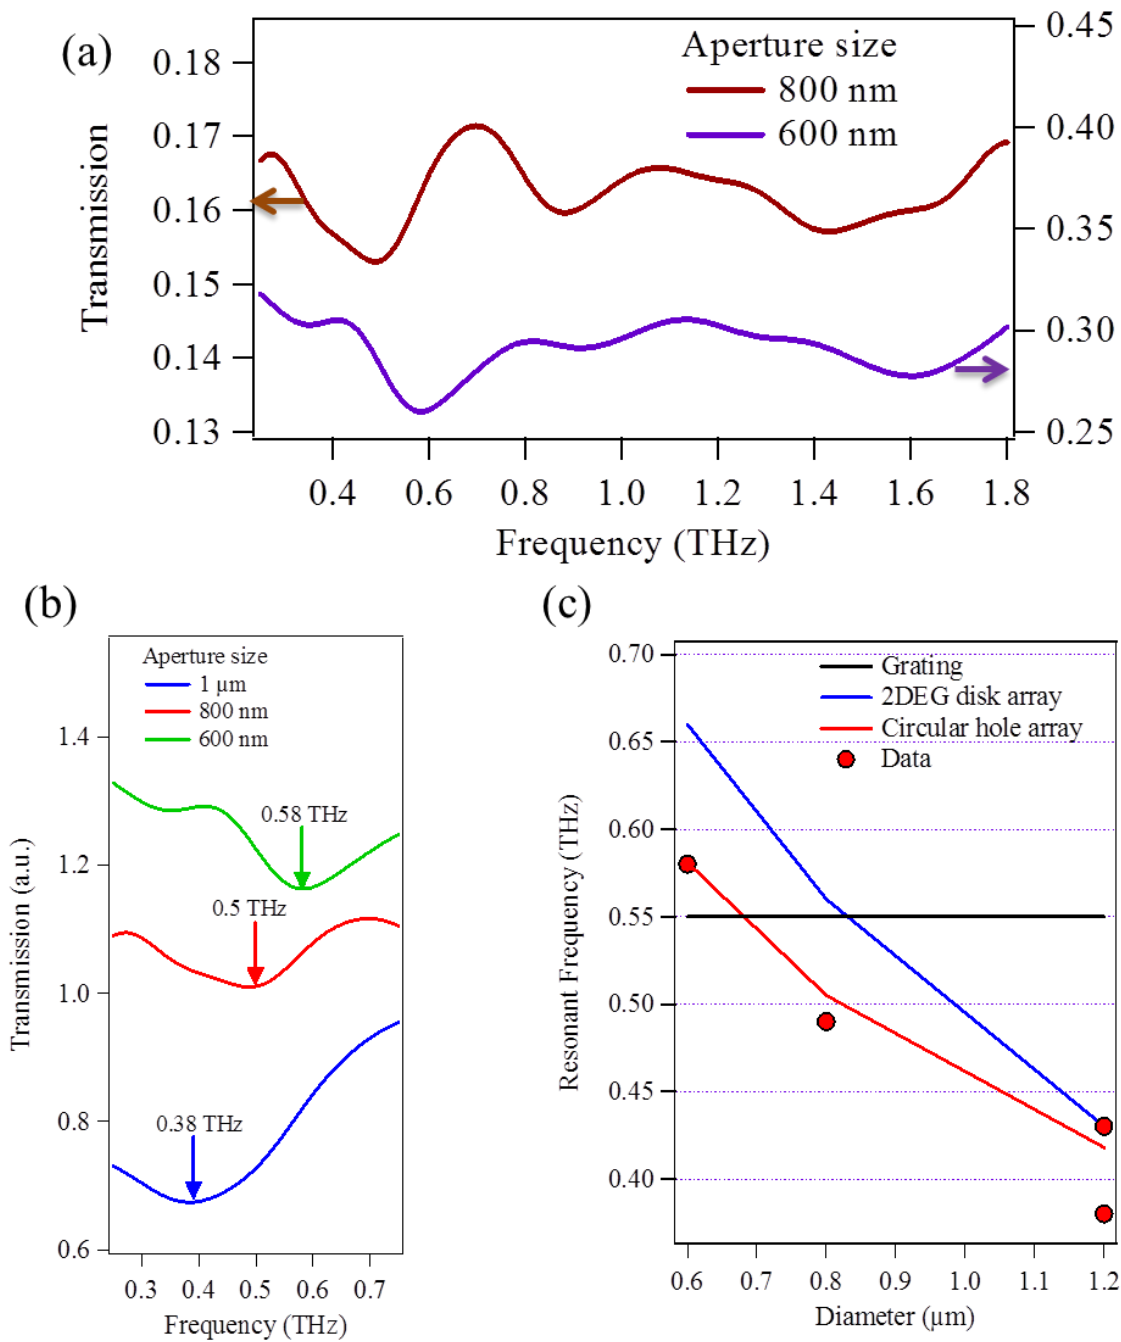 (a)
Transmission
0.18
0.17
0.16
0.15
0.14
0.13
Aperture size
800 nm
600 nm
0.45
0.40
0.35
0.30
0.25
0.4 0.6 0.8 1.0 1.2 1.4 1.6 1.8
Frequency (THz)
(b)
Transmission (a.u.)
1.4
1.2
1.0
0.8
0.6
Aperture size
1 µm
800 nm
600 nm
0.58 THz
0.5 THz
0.38 THz
0.3 0.4 0.5 0.6 0.7
Frequency (THz)
(c)
Resonant Frequency (THz)
0.70
0.65
0.60
0.55
0.50
0.45
0.40
Grating
2DEG disk array
Circular hole array
Data
0.6 0.7 0.8 0.9 1.0 1.1 1.2
Diameter (µm)